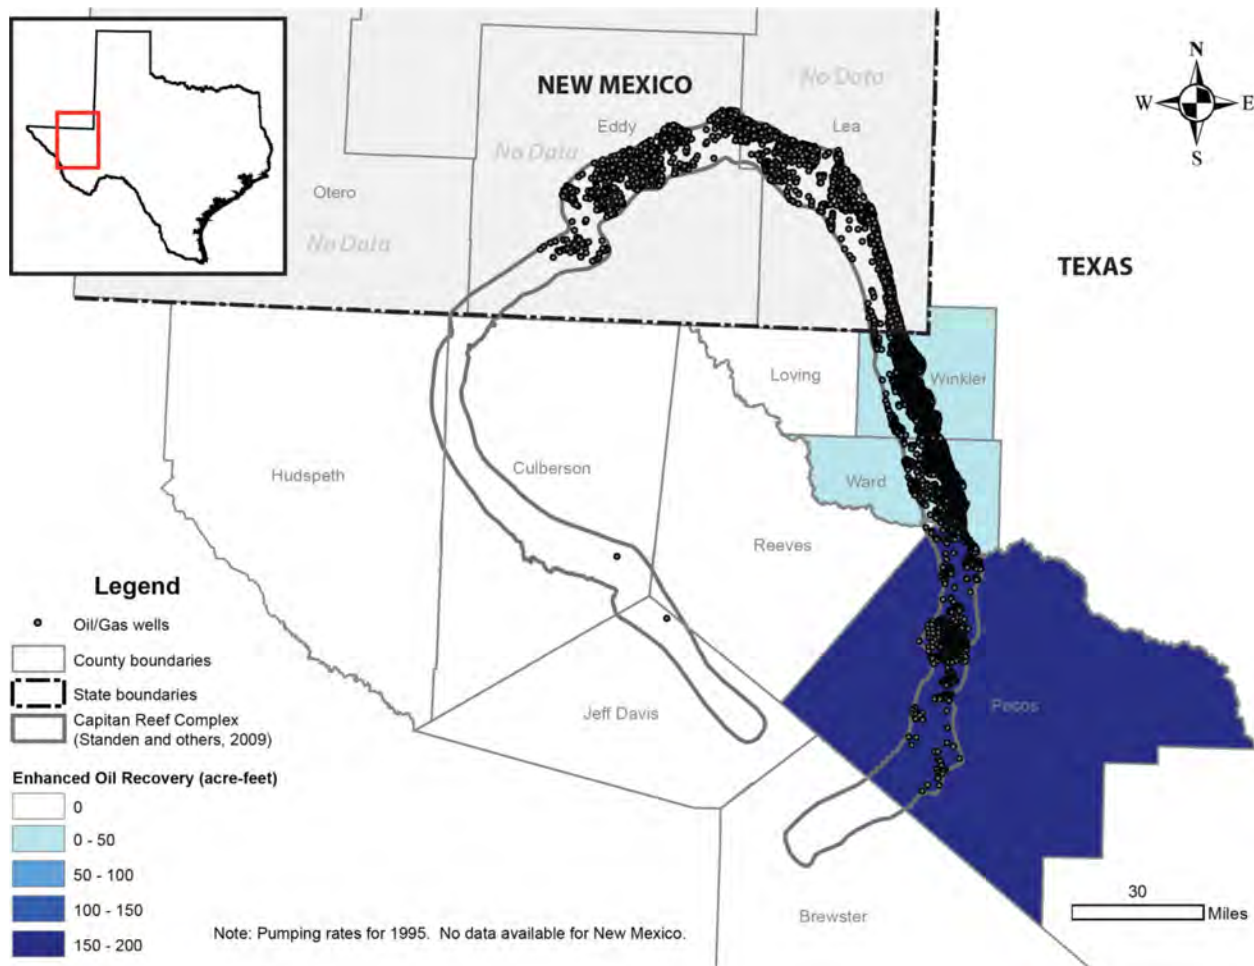 N
W E
S
No Data
NEW MEXICO
Eddy
Lea
No Data
Otero
No Data
TEXAS
Loving
Winkler
Hudspeth
Culberson
Ward
Reeves
Legend
Oil/Gas wells
County boundaries
State boundaries
Capitan Reef Complex
(Standen and others, 2009)
Jeff Davis
Pecos
Enhanced Oil Recovery (acre-feet)
0
0 - 50
50 - 100
100 - 150
150 - 200
Brewster
30
Miles
Note: Pumping rates for 1995. No data available for New Mexico.